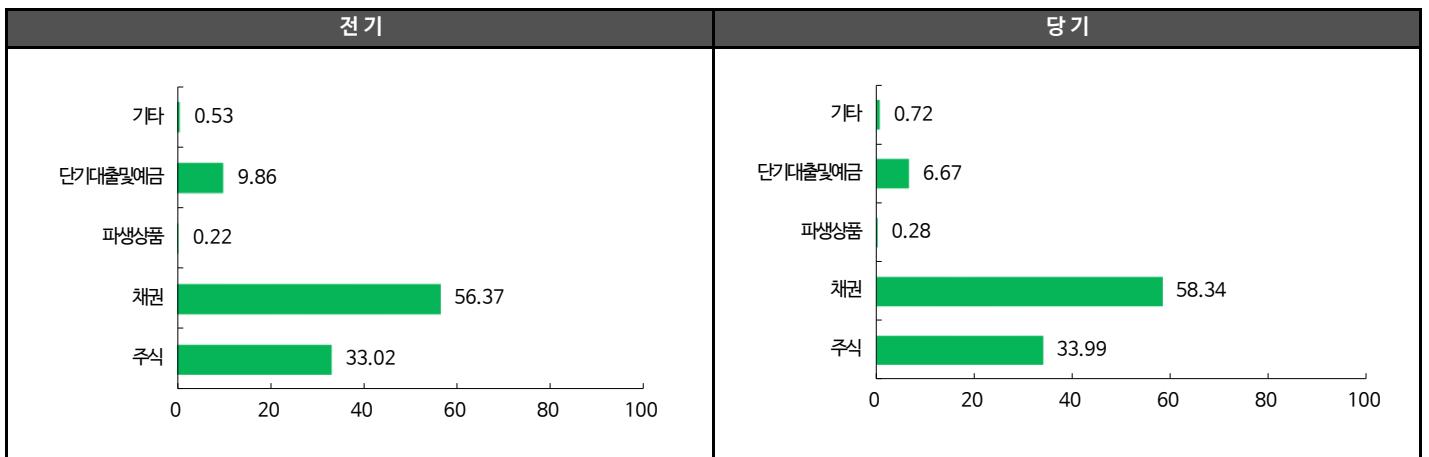 전 기
기타 0.53
단기대출및예금 9.86
파생상품 0.22
채권 56.37
주식 33.02
0 20 40 60 80 100
당 기
기타 0.72
단기대출및예금 6.67
파생상품 0.28
채권 58.34
주식 33.99
0 20 40 60 80 100